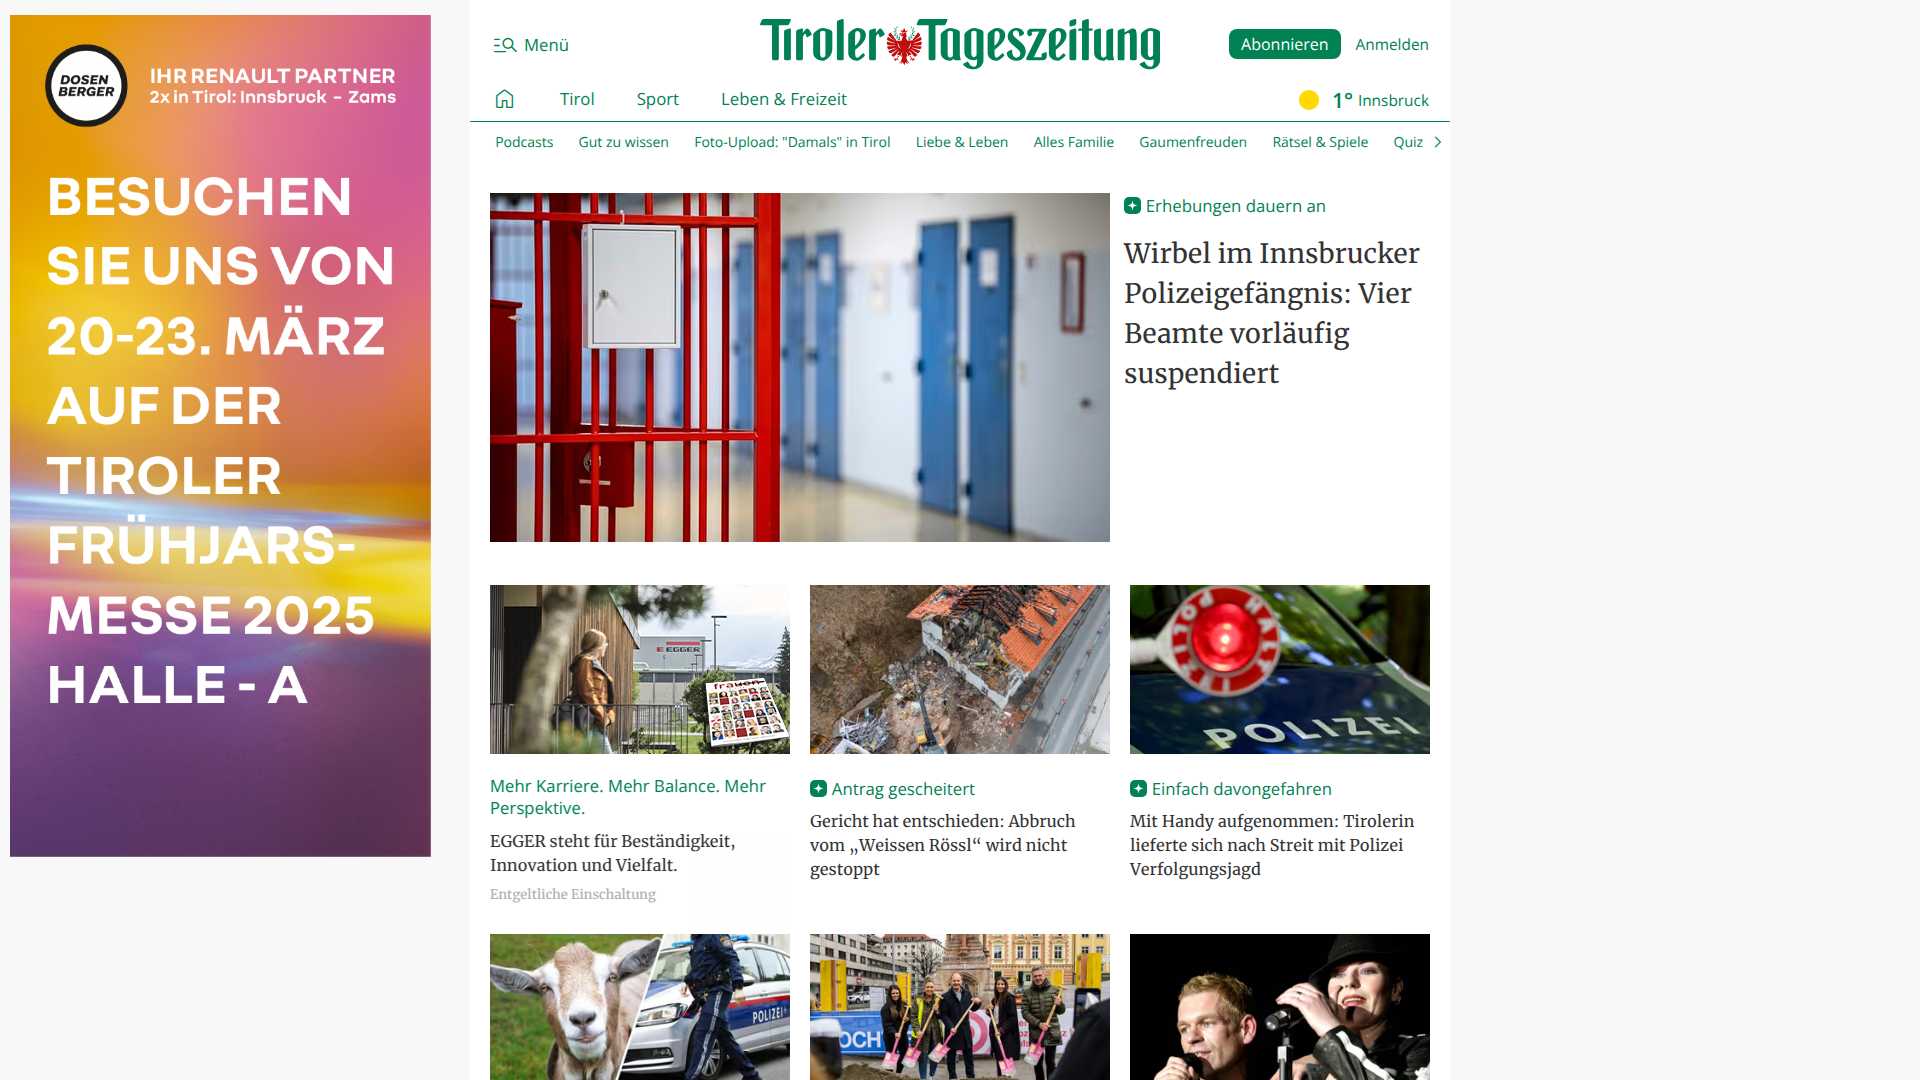 DOSEN
BERGER
IHR RENAULT PARTNER
2x in Tirol: Innsbruck - Zams
BESUCHEN
SIE UNS VON
20-23. MÄRZ
AUF DER
TIROLER
FRÜHJARS-
MESSE 2025
HALLE - A
Menü
Tiroler Tageszeitung
Abonnieren
Anmelden
Tirol
Sport
Leben & Freizeit
1° Innsbruck
Podcasts
Gut zu wissen
Foto-Upload: "Damals" in Tirol
Liebe & Leben
Alles Familie
Gaumenfreuden
Rätsel & Spiele
Quiz
Erhebungen dauern an
Wirbel im Innsbrucker
Polizeigefängnis: Vier
Beamte vorläufig
suspendiert
E EGGER
frauen
HALT
POLIZEI
POLIZEI
Mehr Karriere. Mehr Balance. Mehr
Perspektive.
EGGER steht für Beständigkeit,
Innovation und Vielfalt.
Entgeltliche Einschaltung
Antrag gescheitert
Gericht hat entschieden: Abbruch
vom „Weissen Rössl“ wird nicht
gestoppt
Einfach davongefahren
Mit Handy aufgenommen: Tirolerin
lieferte sich nach Streit mit Polizei
Verfolgungsjagd
POLIZEI
OCH